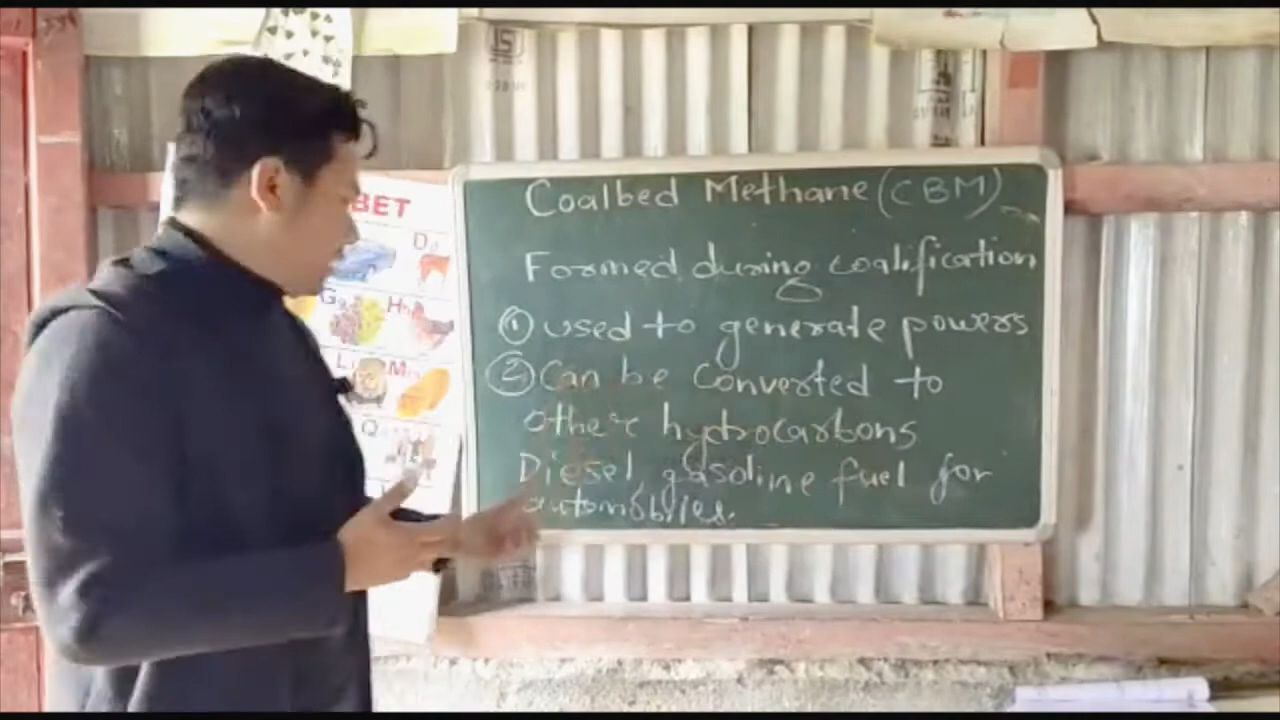 Coalbed Methane (CBM)
Formed during coalification
① used to generate powers
② Can be converted to
other hydrocarbons
Diesel, gasoline fuel for
automobiles.
BET
D d
G
H
L
M
Q